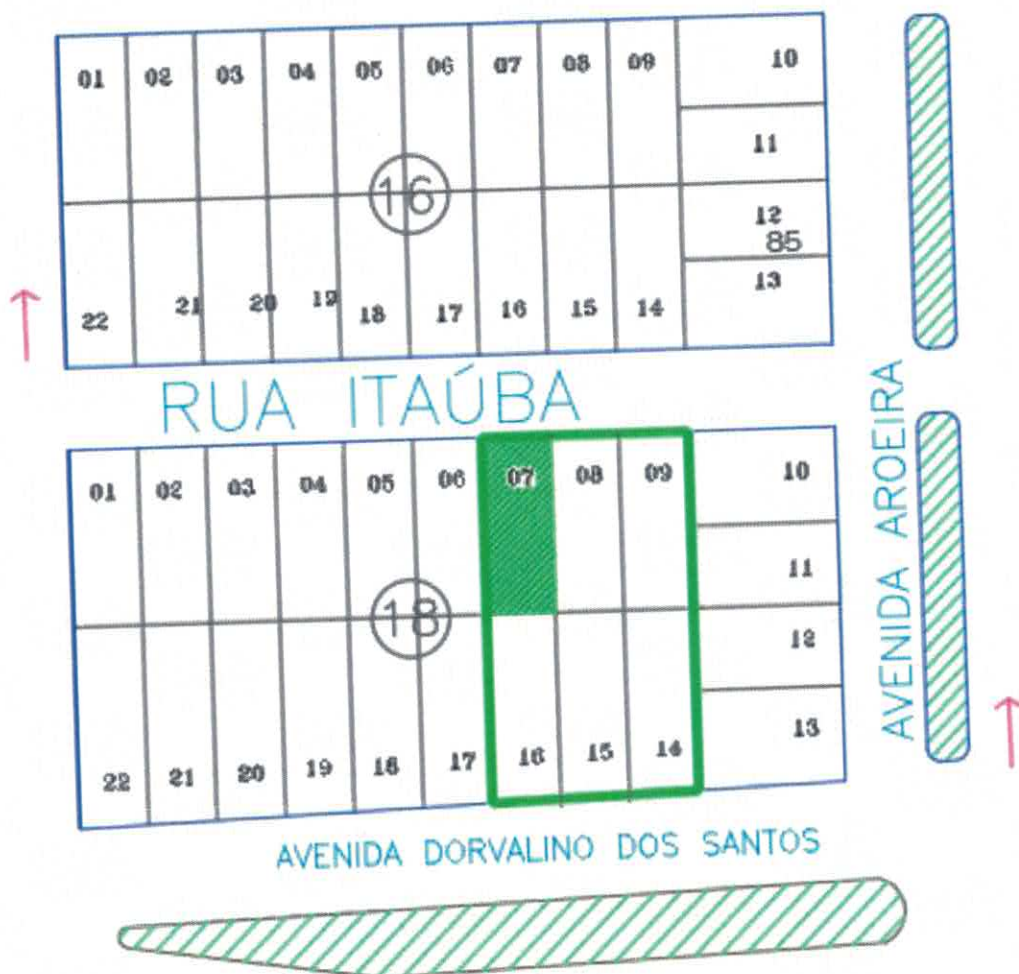 01 02 03 04 05 06 07 08 09 10
11
16
12
85
13
22 21 20 19 18 17 16 15 14
RUA ITAÚBA
01 02 03 04 05 06 07 08 09 10
11
18
12
13
22 21 20 19 18 17 16 15 14
AVENIDA AROEIRA
AVENIDA DORVALINO DOS SANTOS